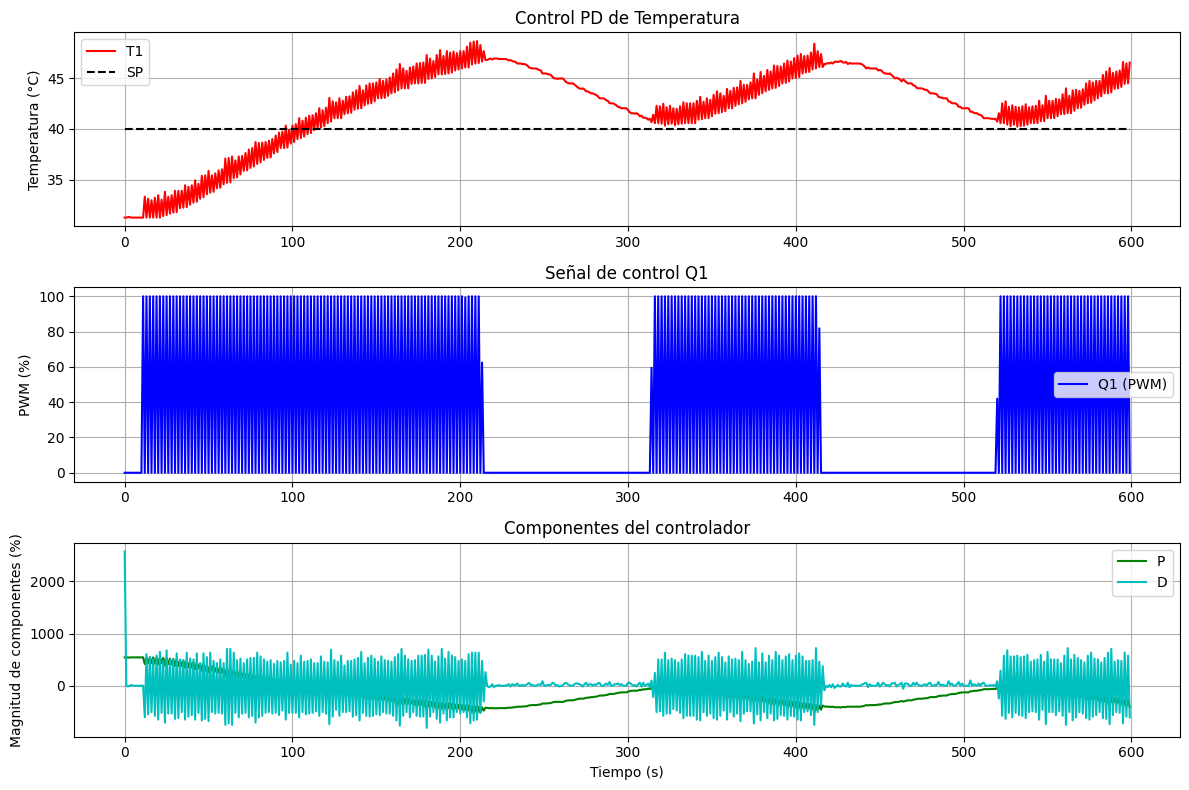 Control PD de Temperatura
Temperatura (°C)
45
40
35
T1
SP
0 100 200 300 400 500 600
Señal de control Q1
PWM (%)
100
80
60
40
20
0
Q1 (PWM)
0 100 200 300 400 500 600
Componentes del controlador
Magnitud de componentes (%)
2000
1000
0
P
D
0 100 200 300 400 500 600
Tiempo (s)